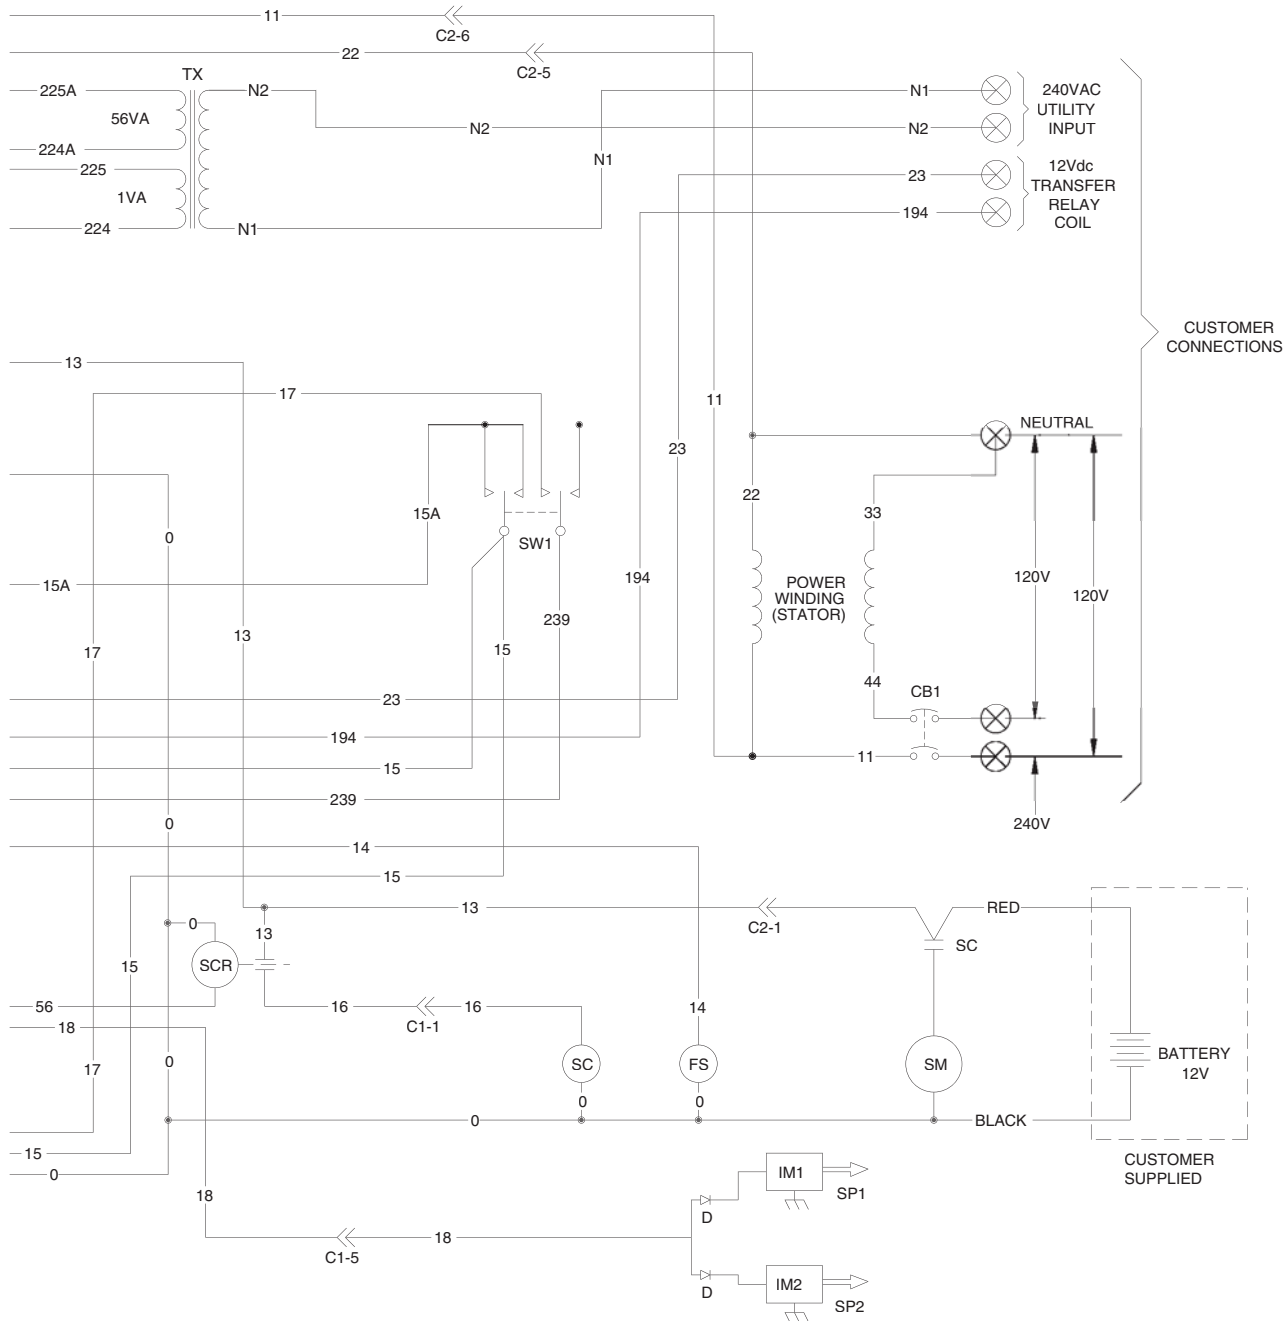 11
C2-6
22
C2-5
TX
225A
N2
N1
240VAC
UTILITY
INPUT
56VA
N2
N2
224A
N1
225
23
12Vdc
TRANSFER
RELAY
COIL
1VA
194
224
N1
CUSTOMER
CONNECTIONS
13
17
11
NEUTRAL
23
22
15A
33
0
SW1
15A
194
POWER
WINDING
(STATOR)
120V
120V
239
13
15
17
44
CB1
23
194
11
15
239
240V
0
14
15
13
RED
C2-1
0
13
SC
15
SCR
56
16
16
14
18
C1-1
0
17
SC
FS
SM
BATTERY
12V
0
0
0
BLACK
15
0
CUSTOMER
SUPPLIED
18
IM1
SP1
D
18
C1-5
IM2
D
SP2